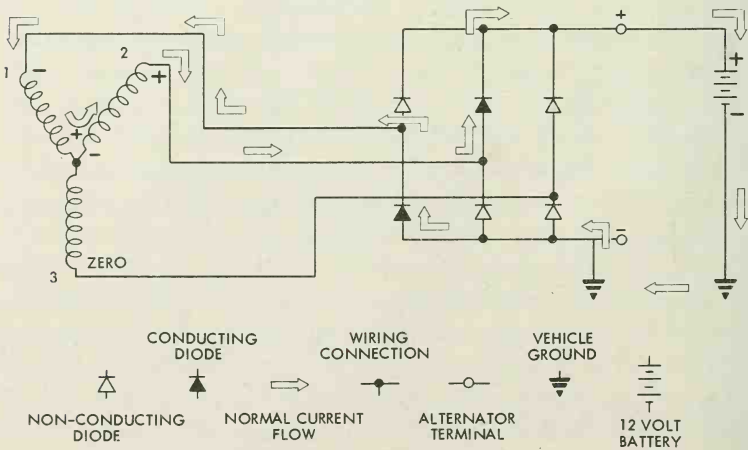 1
2
-
+
+
-
ZERO
3
+
-
+
-
CONDUCTING
DIODE
WIRING
CONNECTION
VEHICLE
GROUND
NON-CONDUCTING
DIODE
NORMAL CURRENT
FLOW
ALTERNATOR
TERMINAL
12 VOLT
BATTERY